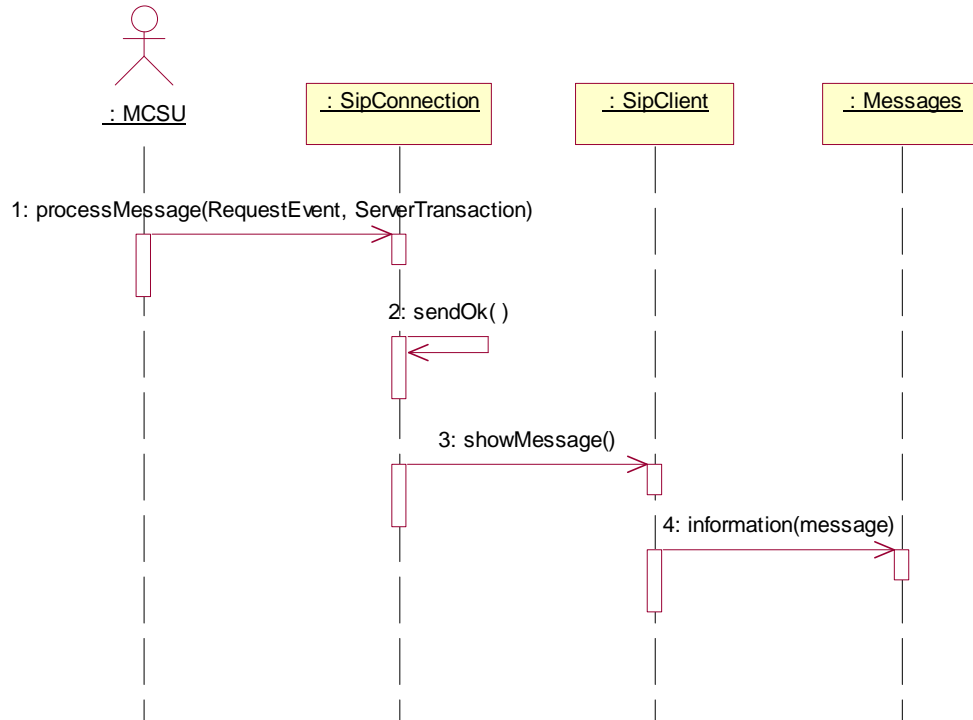 : MCSU
: SipConnection
: SipClient
: Messages
1: processMessage(RequestEvent, ServerTransaction)
2: sendOk( )
3: showMessage()
4: information(message)